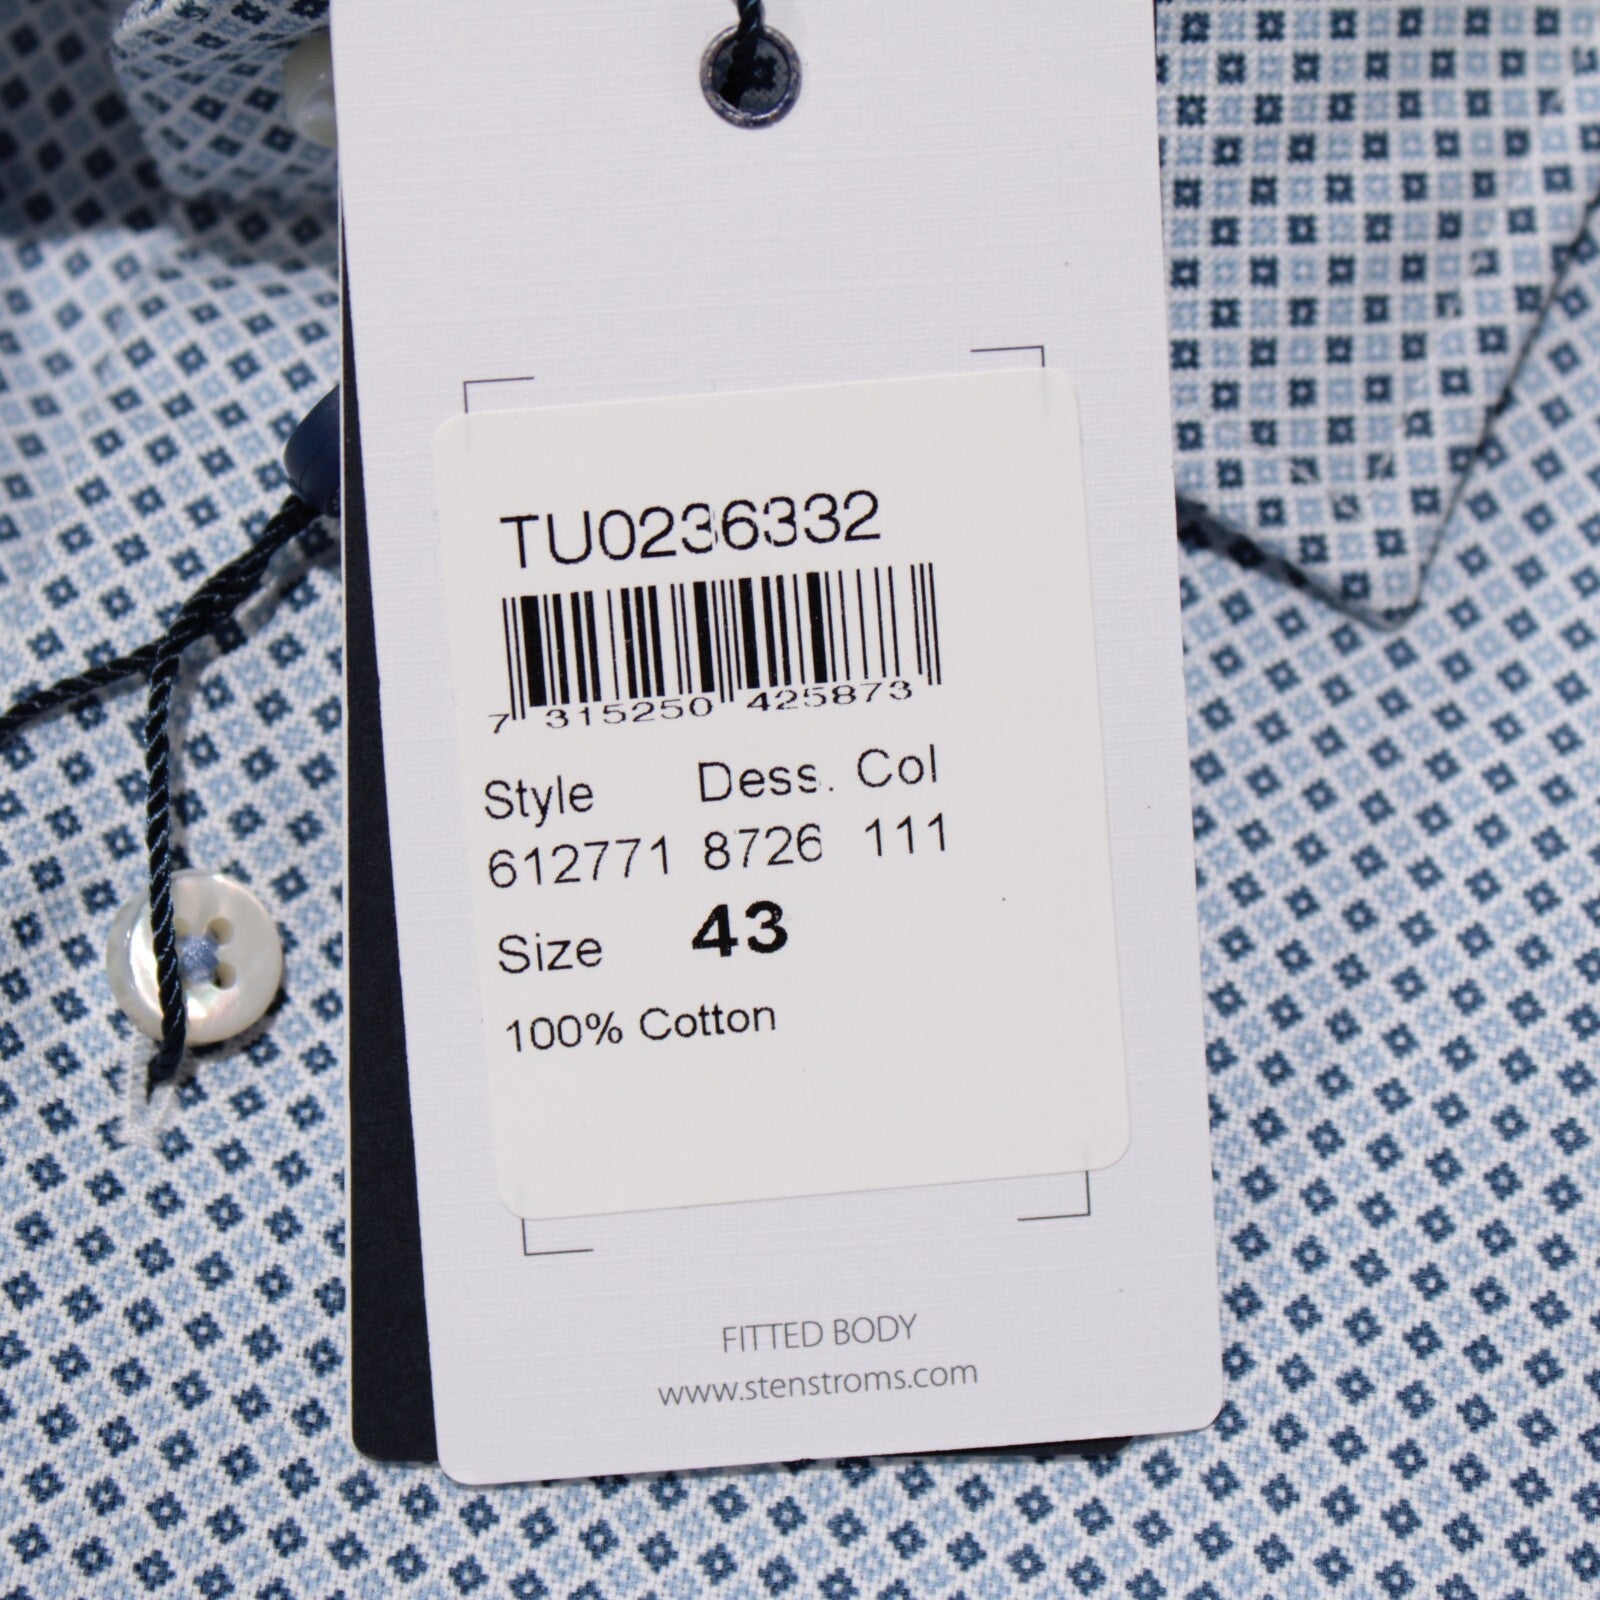 TU0236332
7 315250 425873
Style Dess. Col
612771 8726 111
Size 43
100% Cotton
FITTED BODY
www.stenstroms.com